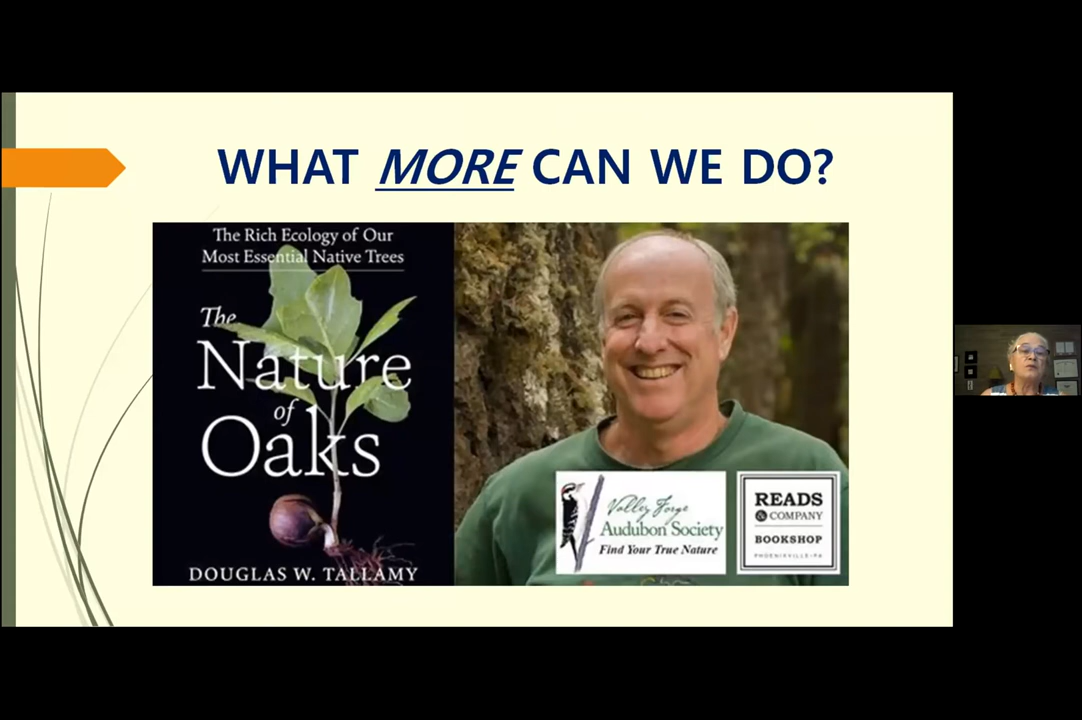 WHAT MORE CAN WE DO?
The Rich Ecology of Our
Most Essential Native Trees
The
Nature
of
Oaks
DOUGLAS W. TALLAMY
Valley Forge
Audubon Society
Find Your True Nature
READS
& COMPANY
BOOKSHOP
PHOENIXVILLE•PA